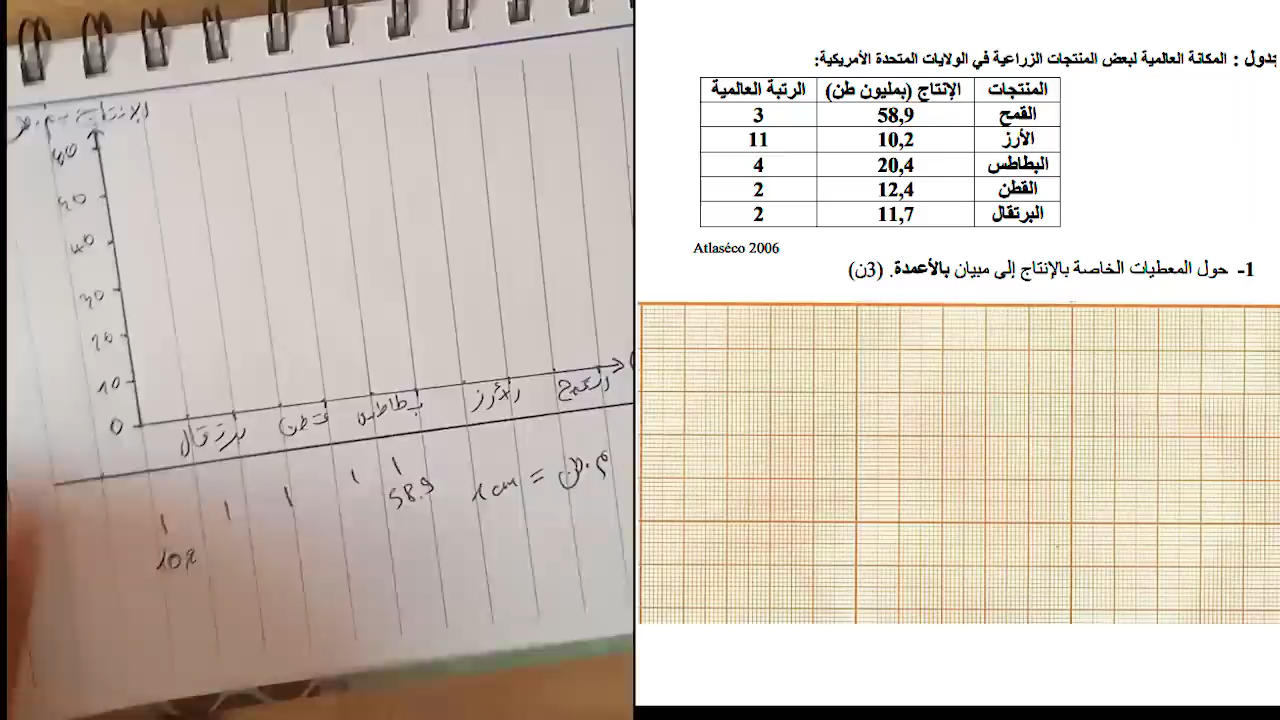 الإنتاج ب م.ط
60
50
40
30
20
10
0
برتقال قطن بطاطس الأرز القمح
58.9
1 cm =
10,2
جدول : المكانة العالمية لبعض المنتجات الزراعية في الولايات المتحدة الأمريكية:
المنتجات الإنتاج (بمليون طن) الرتبة العالمية
القمح 58,9 3
الأرز 10,2 11
البطاطس 20,4 4
القطن 12,4 2
البرتقال 11,7 2
Atlaséco 2006
1- حول المعطيات الخاصة بالإنتاج إلى مبيان بالأعمدة. (3ن)